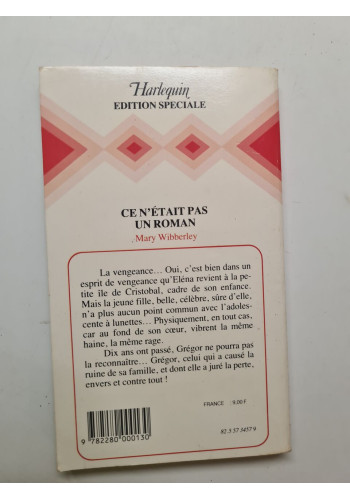 Harlequin
EDITION SPECIALE
CE N'ÉTAIT PAS
UN ROMAN
Mary Wibberley
La vengeance... Oui, c'est bien dans un
esprit de vengeance qu'Eléna revient à la pe-
tite île de Cristobal, cadre de son enfance.
Mais la jeune fille, belle, célèbre, sûre d'elle,
n'a plus aucun point commun avec l'adoles-
cente à lunettes... Physiquement, en tout cas,
car au fond de son cœur, vibrent la même
haine, la même rage.
Dix ans ont passé, Grégor ne pourra pas
la reconnaître... Grégor, celui qui a causé la
ruine de sa famille, et dont elle a juré la perte,
envers et contre tout !
FRANCE : 9,00 F
9 782280 000130
82.3.57.3457.9